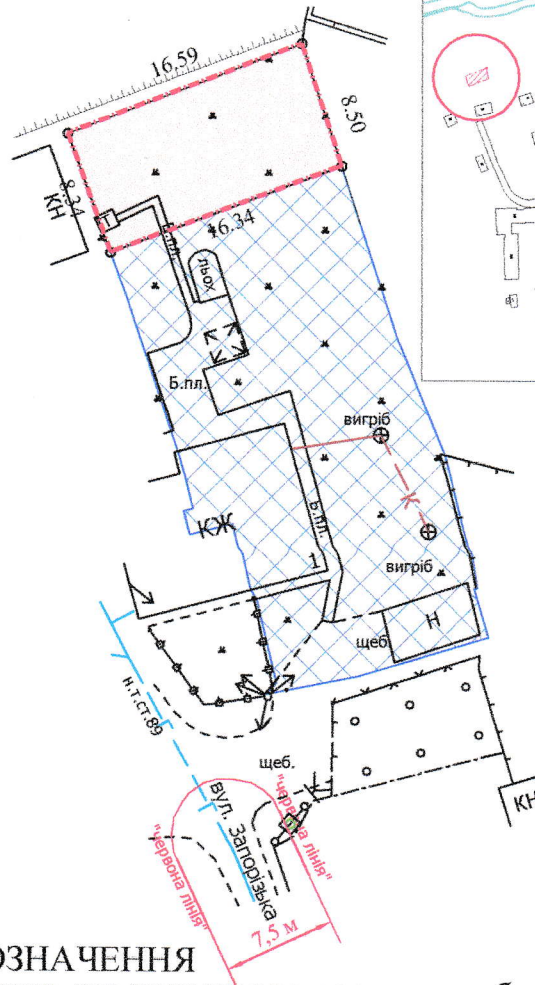 16,59
8.50
8.34
КН
Т
16.34
Б.пл.
льох
Б.пл.
вигріб
К
Б.пл.
КЖ
1
вигріб
Н
щеб.
н.т.ст.89
щеб.
вул. Запорізька
КН
"червона лінія"
"червона лінія"
7,5 м
ОЗНАЧЕННЯ